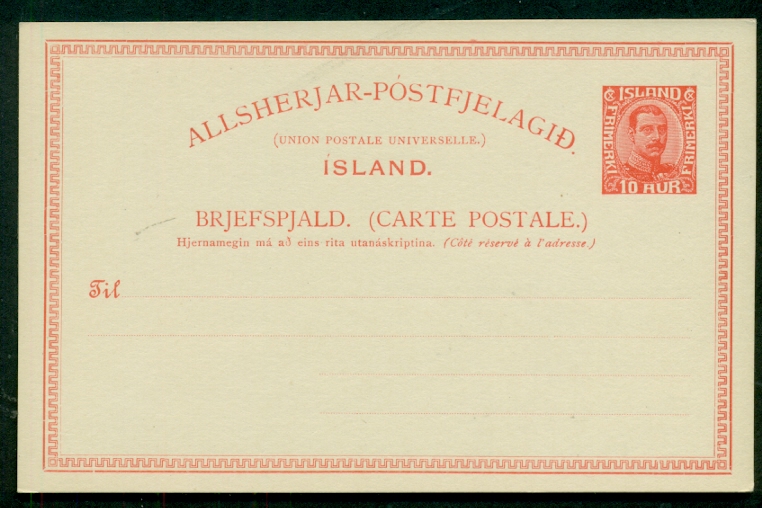 ALLSHERJAR-PÓSTFJELAGIÐ.
(UNION POSTALE UNIVERSELLE.)
ÍSLAND.
ISLAND
FRIMERKI
FRIMERKI
10 AUR
BRJEFSPJALD. (CARTE POSTALE.)
Hjernamegin má að eins rita utanáskriptina. (Côté réservé à l'adresse.)
Til